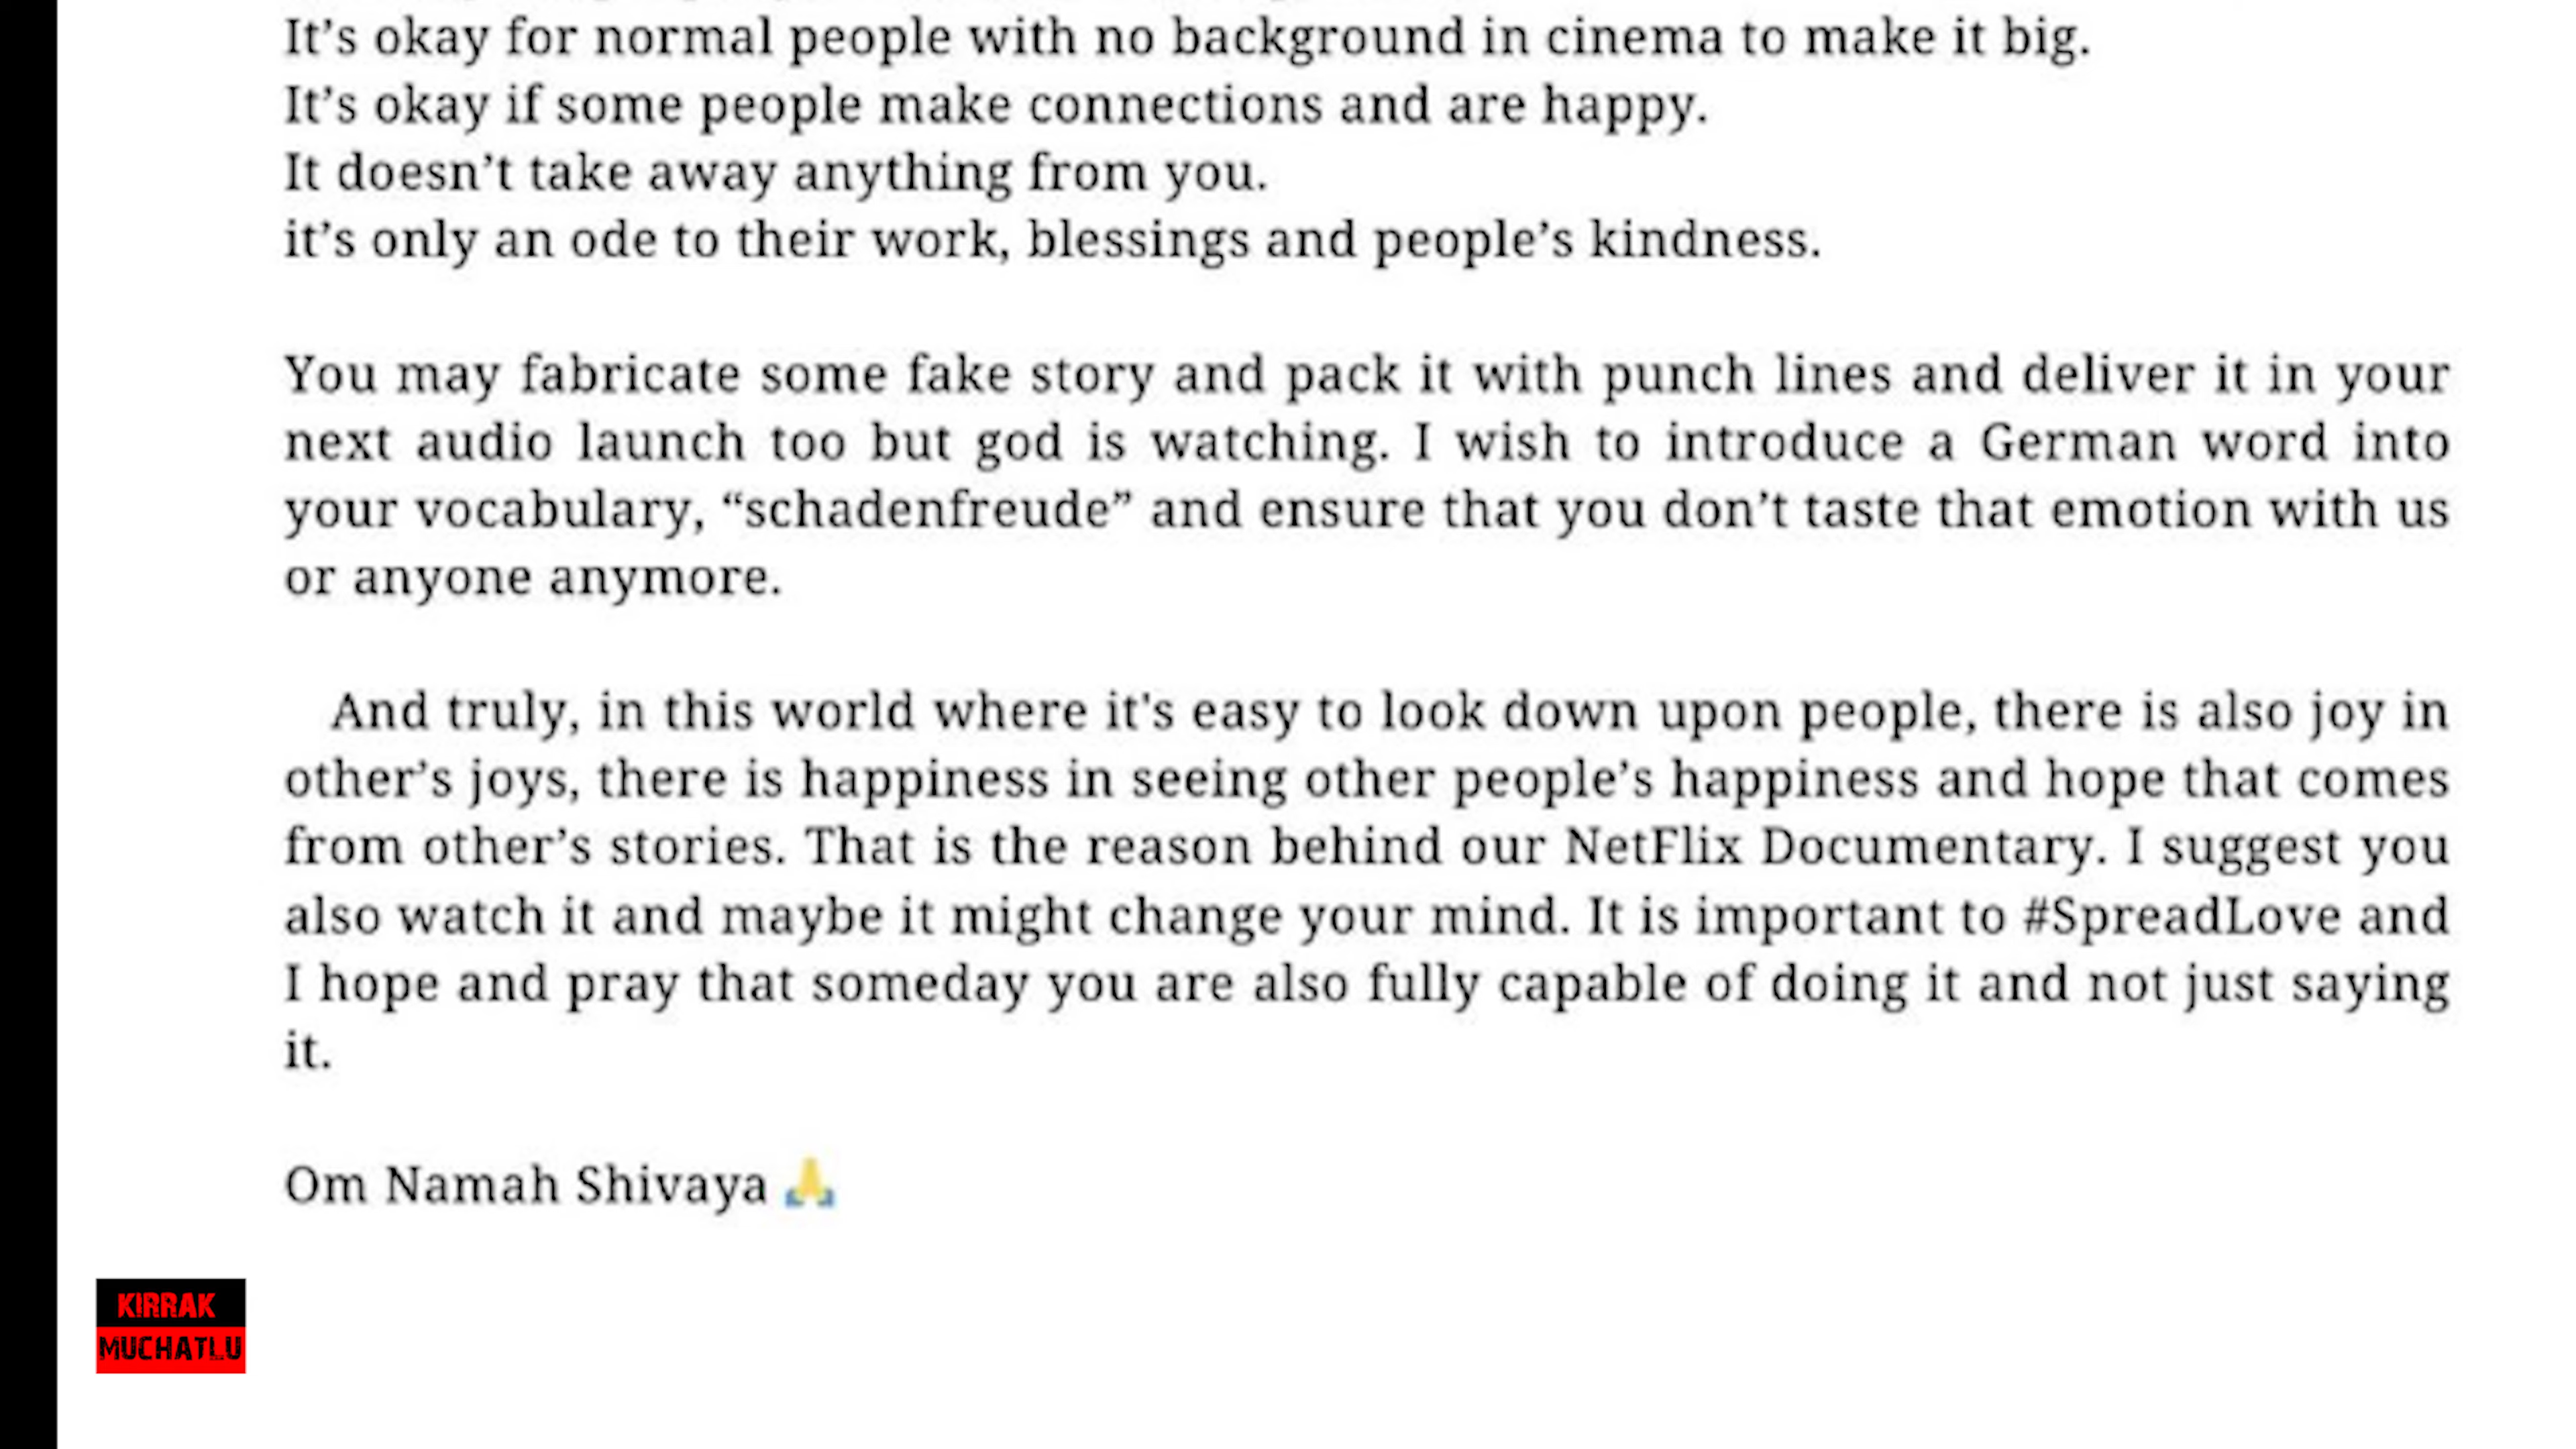 It’s okay for normal people with no background in cinema to make it big.
It’s okay if some people make connections and are happy.
It doesn’t take away anything from you.
it’s only an ode to their work, blessings and people’s kindness.
You may fabricate some fake story and pack it with punch lines and deliver it in your
next audio launch too but god is watching. I wish to introduce a German word into
your vocabulary, “schadenfreude” and ensure that you don’t taste that emotion with us
or anyone anymore.
And truly, in this world where it's easy to look down upon people, there is also joy in
other’s joys, there is happiness in seeing other people’s happiness and hope that comes
from other’s stories. That is the reason behind our NetFlix Documentary. I suggest you
also watch it and maybe it might change your mind. It is important to #SpreadLove and
I hope and pray that someday you are also fully capable of doing it and not just saying
it.
Om Namah Shivaya 🙏
KIRRAK
MUCHATLU